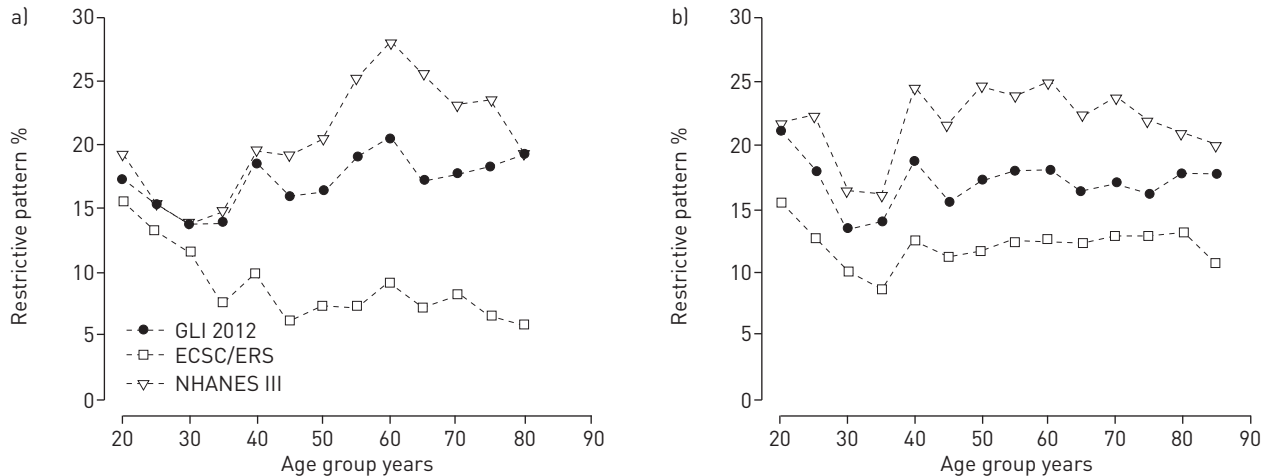 a)
30
25
20
15
10
5
0
Restrictive pattern %
GLI 2012
ECSC/ERS
NHANES III
20 30 40 50 60 70 80 90
Age group years
b)
30
25
20
15
10
5
0
Restrictive pattern %
20 30 40 50 60 70 80 90
Age group years